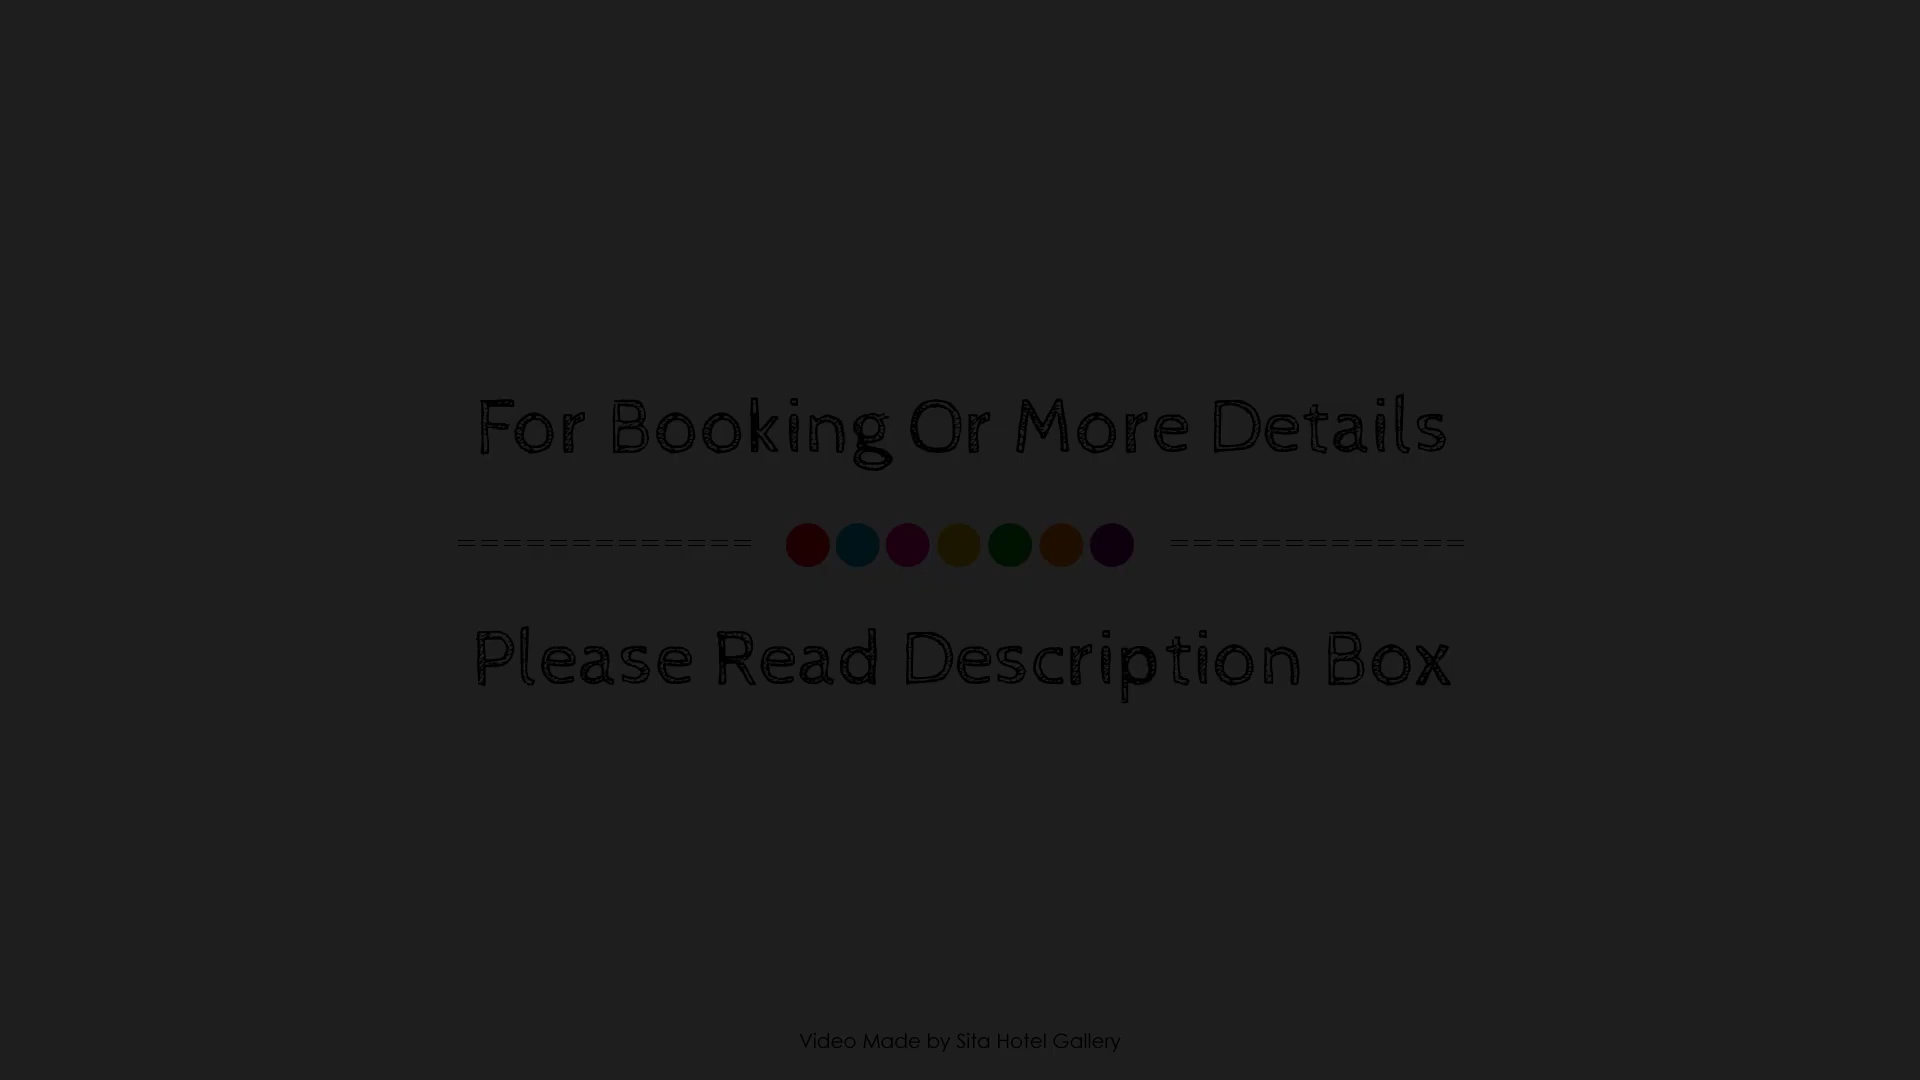 For Booking Or More Details
============= =============
Please Read Description Box
Video Made by Sita Hotel Gallery